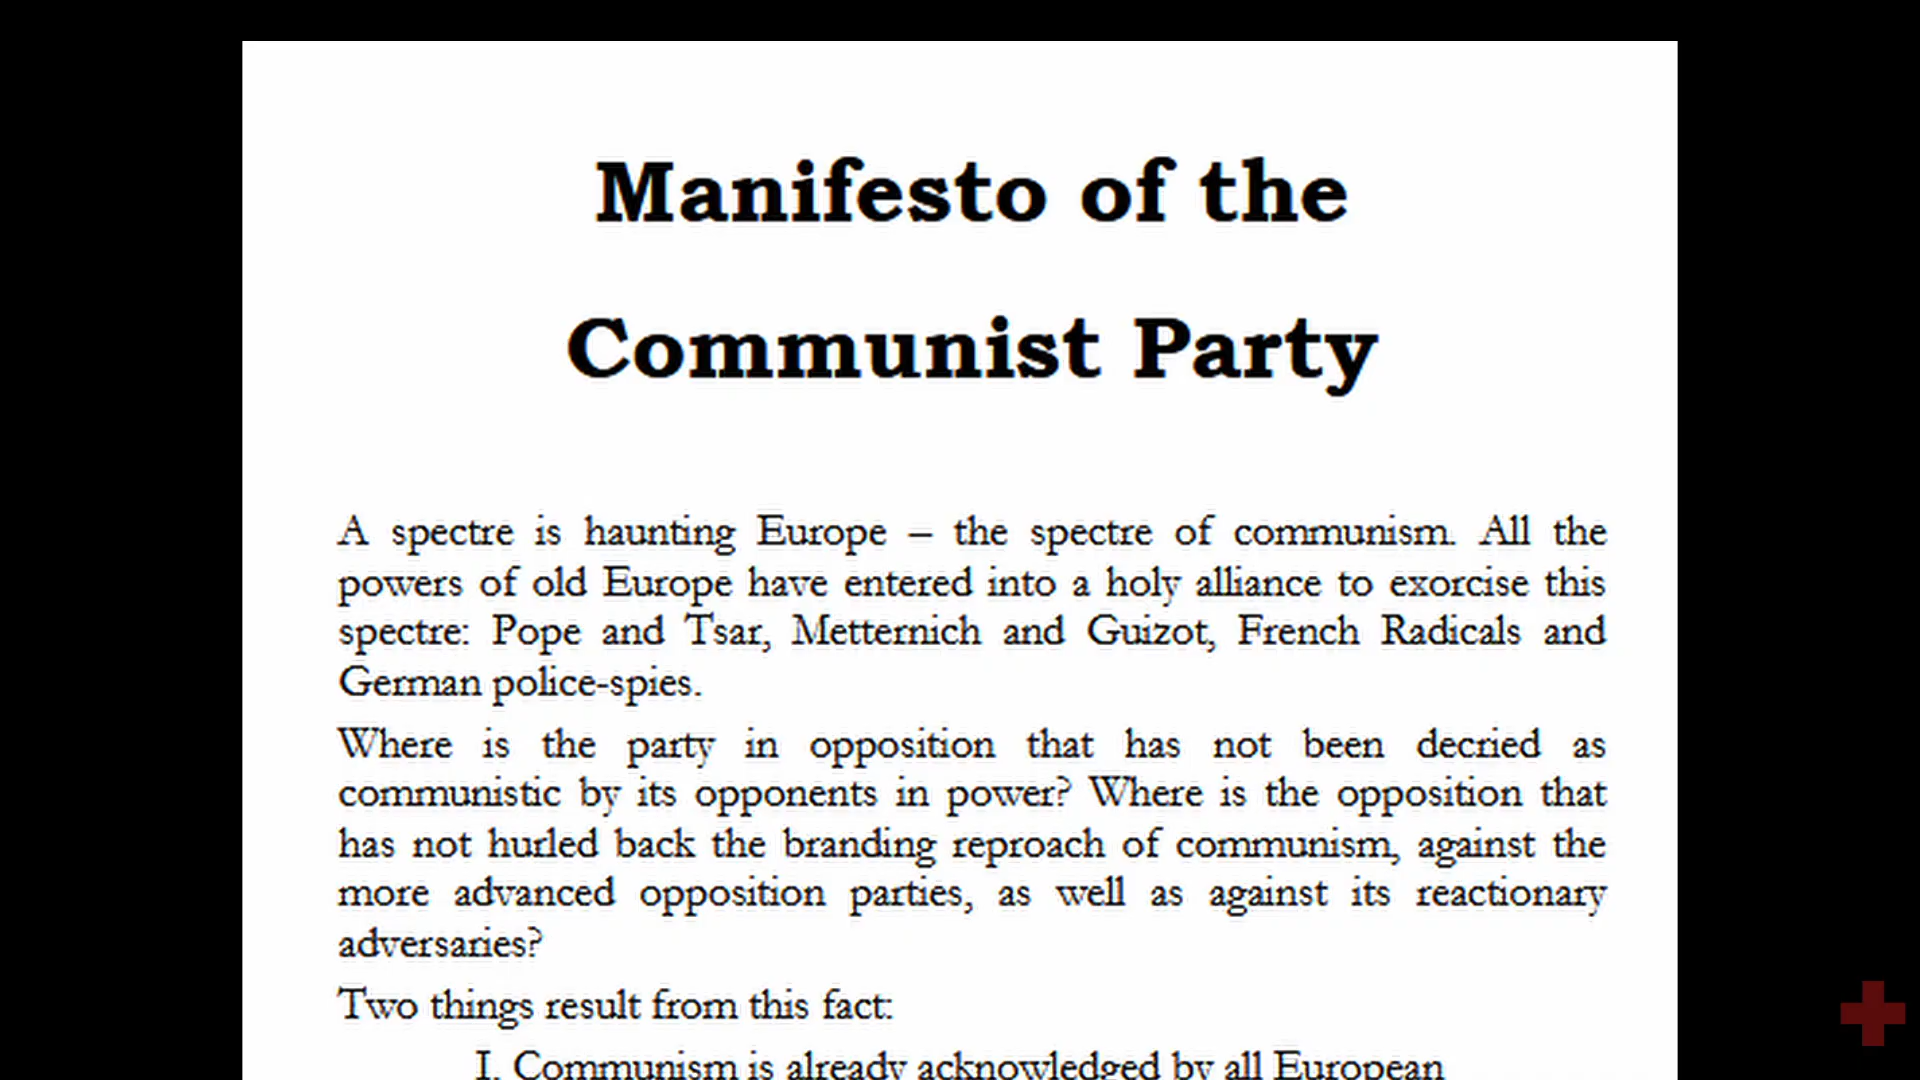 Manifesto of the
Communist Party
A spectre is haunting Europe – the spectre of communism. All the
powers of old Europe have entered into a holy alliance to exorcise this
spectre: Pope and Tsar, Metternich and Guizot, French Radicals and
German police-spies.
Where is the party in opposition that has not been decried as
communistic by its opponents in power? Where is the opposition that
has not hurled back the branding reproach of communism, against the
more advanced opposition parties, as well as against its reactionary
adversaries?
Two things result from this fact:
I. Communism is already acknowledged by all European